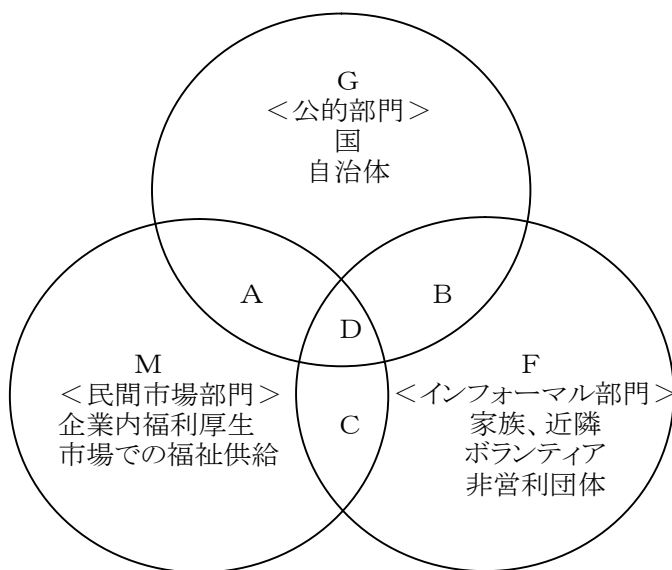 G
＜公的部門＞
国
自治体
A
B
D
M
＜民間市場部門＞
企業内福利厚生
市場での福祉供給
F
＜インフォーマル部門＞
家族、近隣
ボランティア
非営利団体
C